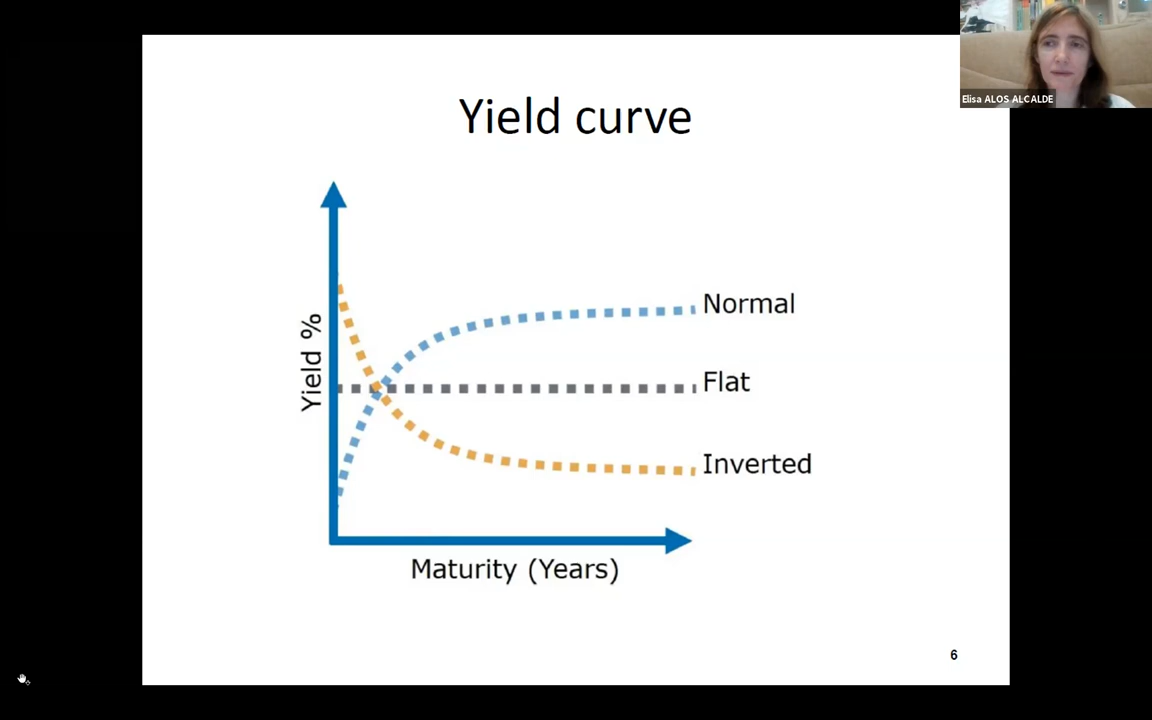 Elisa ALOS ALCALDE
Yield curve
Yield %
Normal
Flat
Inverted
Maturity (Years)
6